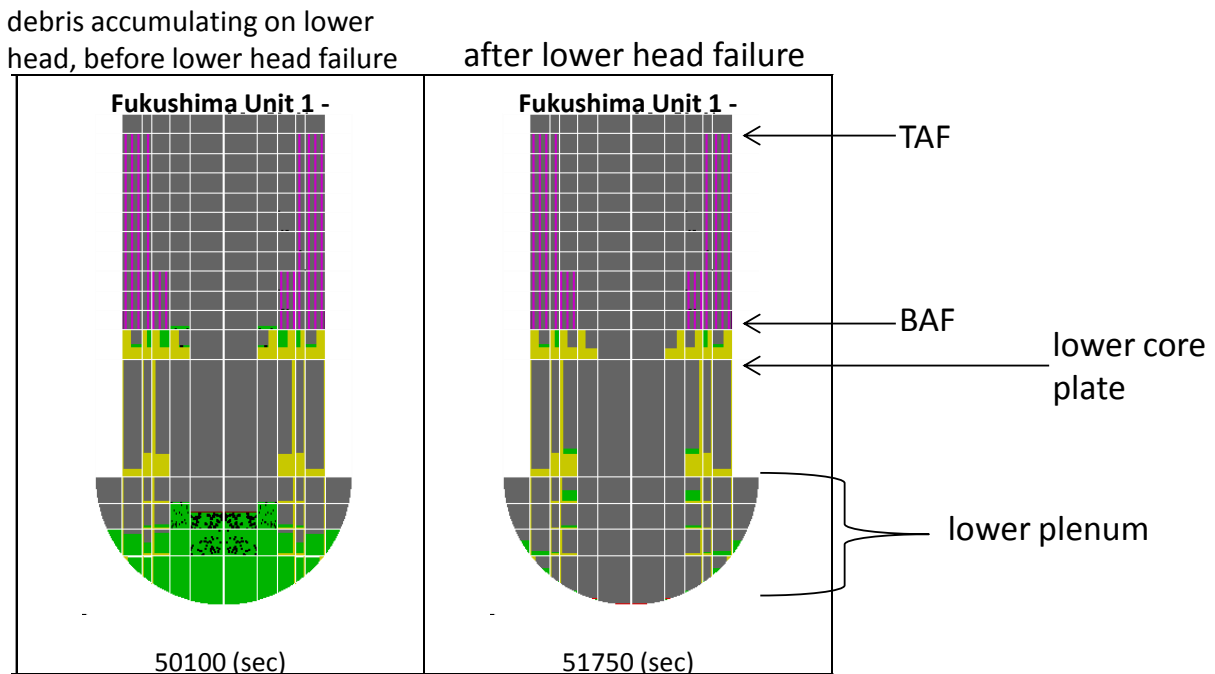 debris accumulating on lower
head, before lower head failure
after lower head failure
Fukushima Unit 1 -
Fukushima Unit 1 -
TAF
BAF
lower core
plate
lower plenum
50100 (sec)
51750 (sec)